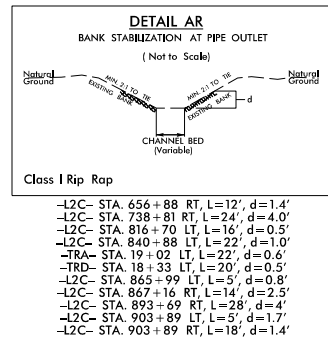 DETAIL AR
BANK STABILIZATION AT PIPE OUTLET
( Not to Scale)
Natural Ground
MIN. 2:1 TO TIE
EXISTING BANK
MIN. 2:1 TO TIE
EXISTING BANK
d
Natural Ground
CHANNEL BED
(Variable)
Class I Rip Rap
-L2C- STA. 656+88 RT, L=12', d=1.4'
-L2C- STA. 738+81 RT, L=24', d=4.0'
-L2C- STA. 816+70 LT, L=16', d=0.5'
-L2C- STA. 840+88 LT, L=22', d=1.0'
-TRA- STA. 19+02 LT, L=22', d=0.6'
-TRD- STA. 18+33 LT, L=20', d=0.5'
-L2C- STA. 865+99 LT, L=5', d=0.8'
-L2C- STA. 867+16 RT, L=14', d=2.5'
-L2C- STA. 893+69 RT, L=28', d=4'
-L2C- STA. 903+89 LT, L=5', d=1.7'
-L2C- STA. 903+89 RT, L=18', d=1.4'